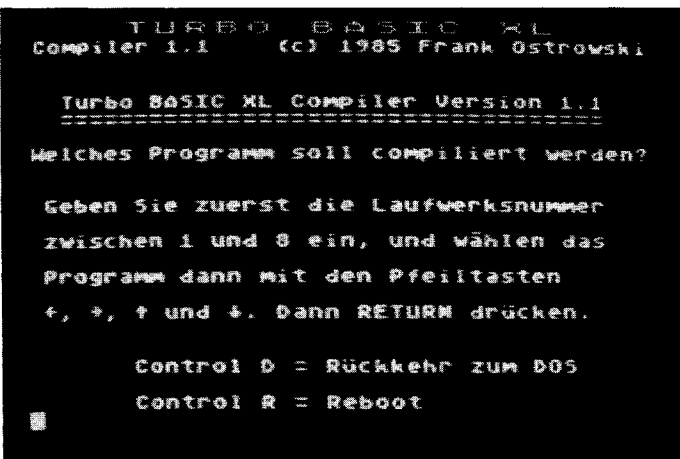 TURBO BASIC XL
Compiler 1.1 (c) 1985 Frank Ostrowski
Turbo BASIC XL Compiler Version 1.1
=====================================
Welches Programm soll compiliert werden?
Geben Sie zuerst die Laufwerksnummer
zwischen 1 und 8 ein, und wählen das
Programm dann mit den Pfeiltasten
←, →, ↑ und ↓. Dann RETURN drücken.
Control D = Rückkehr zum DOS
Control R = Reboot